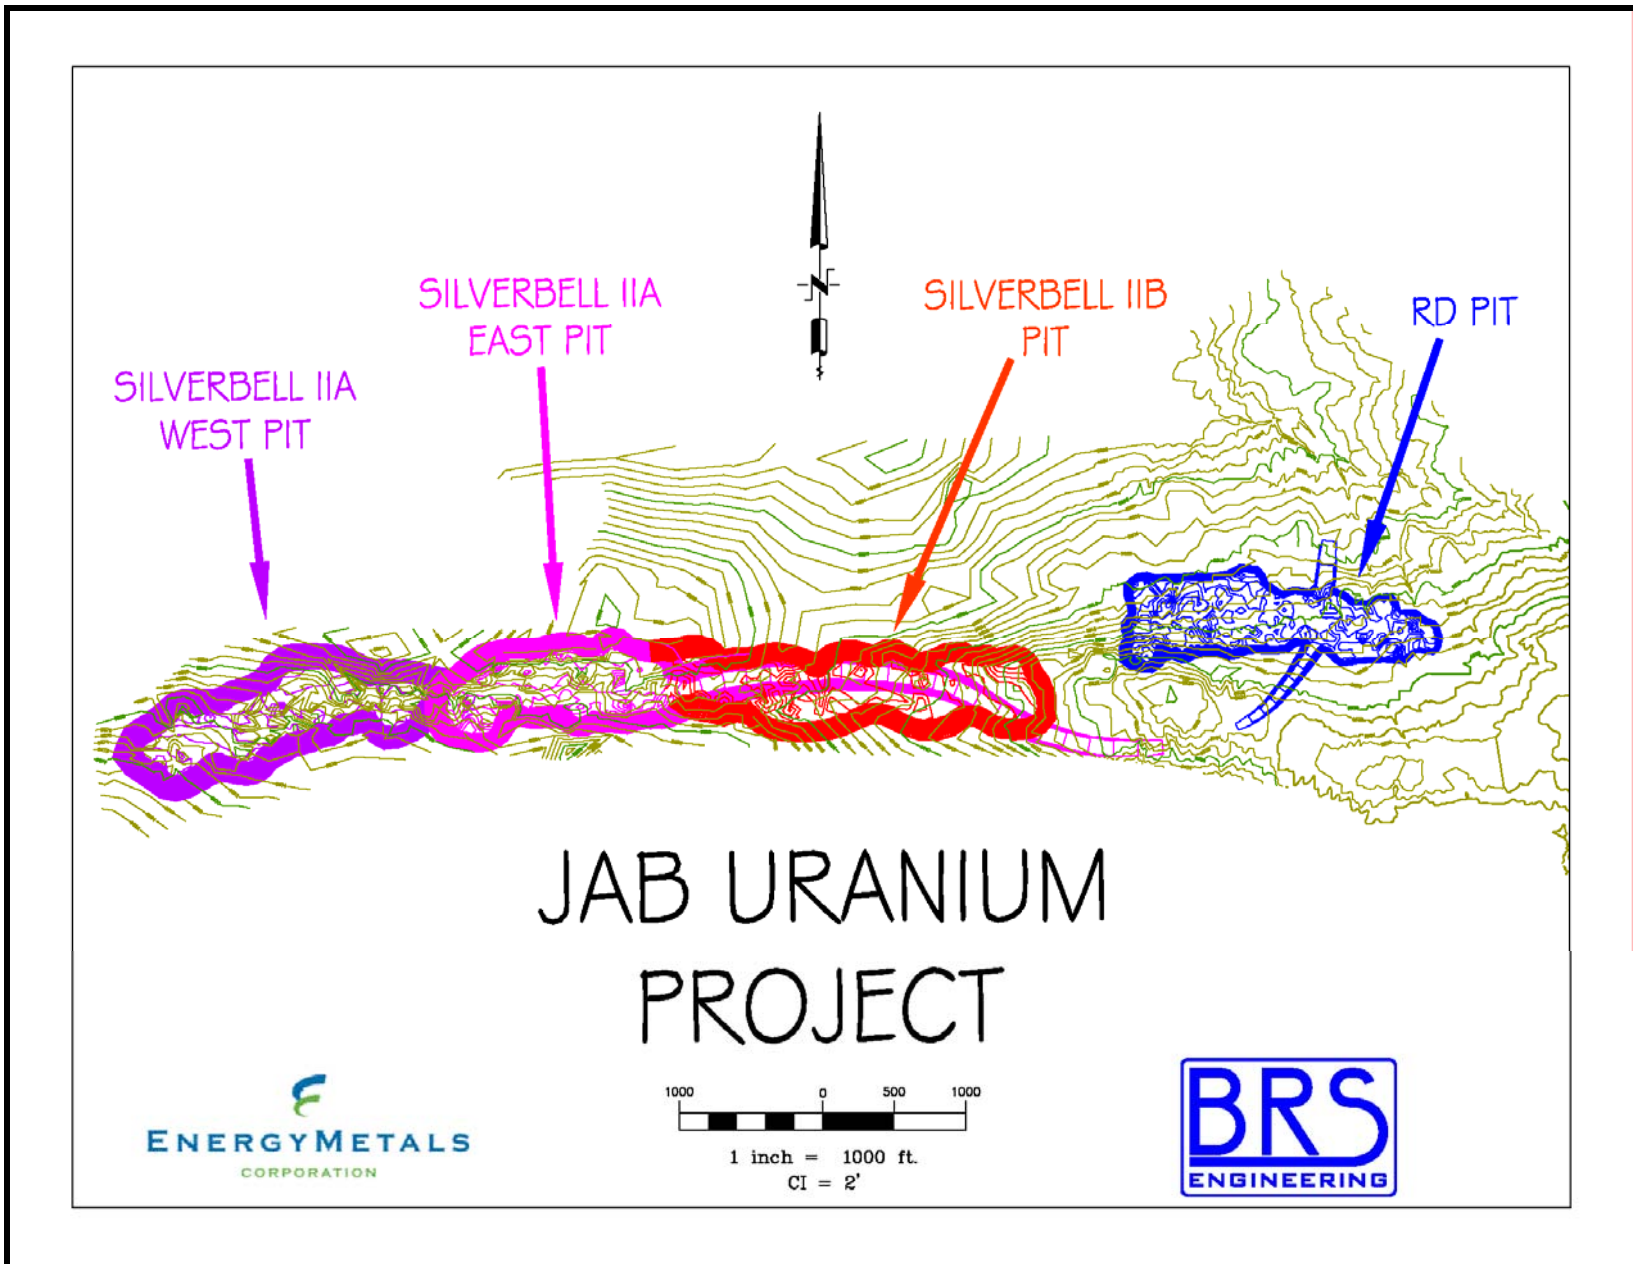 SILVERBELL IIA
WEST PIT
SILVERBELL IIA
EAST PIT
N
SILVERBELL IIB
PIT
RD PIT
JAB URANIUM
PROJECT
ENERGYMETALS
CORPORATION
1000 0 500 1000
1 inch = 1000 ft.
CI = 2'
BRS
ENGINEERING